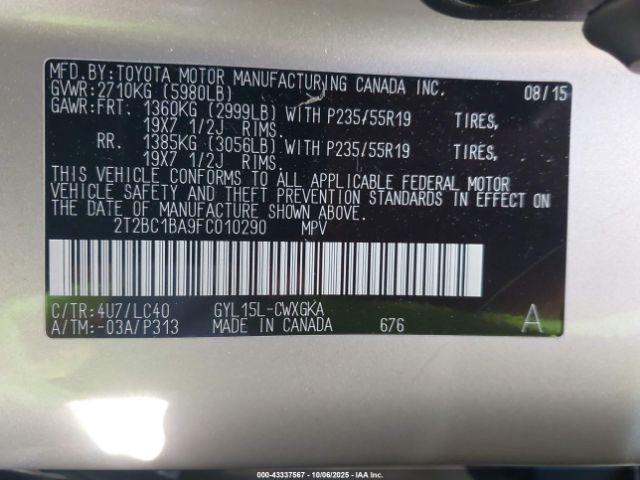 MFD.BY:TOYOTA MOTOR MANUFACTURING CANADA INC.
GVWR:2710KG (5980LB) 08/15
GAWR:FRT. 1360KG (2999LB) WITH P235/55R19 TIRES,
19X7 1/2J RIMS.
RR. 1385KG (3056LB) WITH P235/55R19 TIRES,
19X7 1/2J RIMS.
THIS VEHICLE CONFORMS TO ALL APPLICABLE FEDERAL MOTOR
VEHICLE SAFETY AND THEFT PREVENTION STANDARDS IN EFFECT ON
THE DATE OF MANUFACTURE SHOWN ABOVE.
2T2BC1BA9FC010290 MPV
C/TR:4U7/LC40 GYL15L-CWXGKA
A/TM:-03A/P313 MADE IN CANADA 676 A
000-43337567 - 10/06/2025 - IAA Inc.